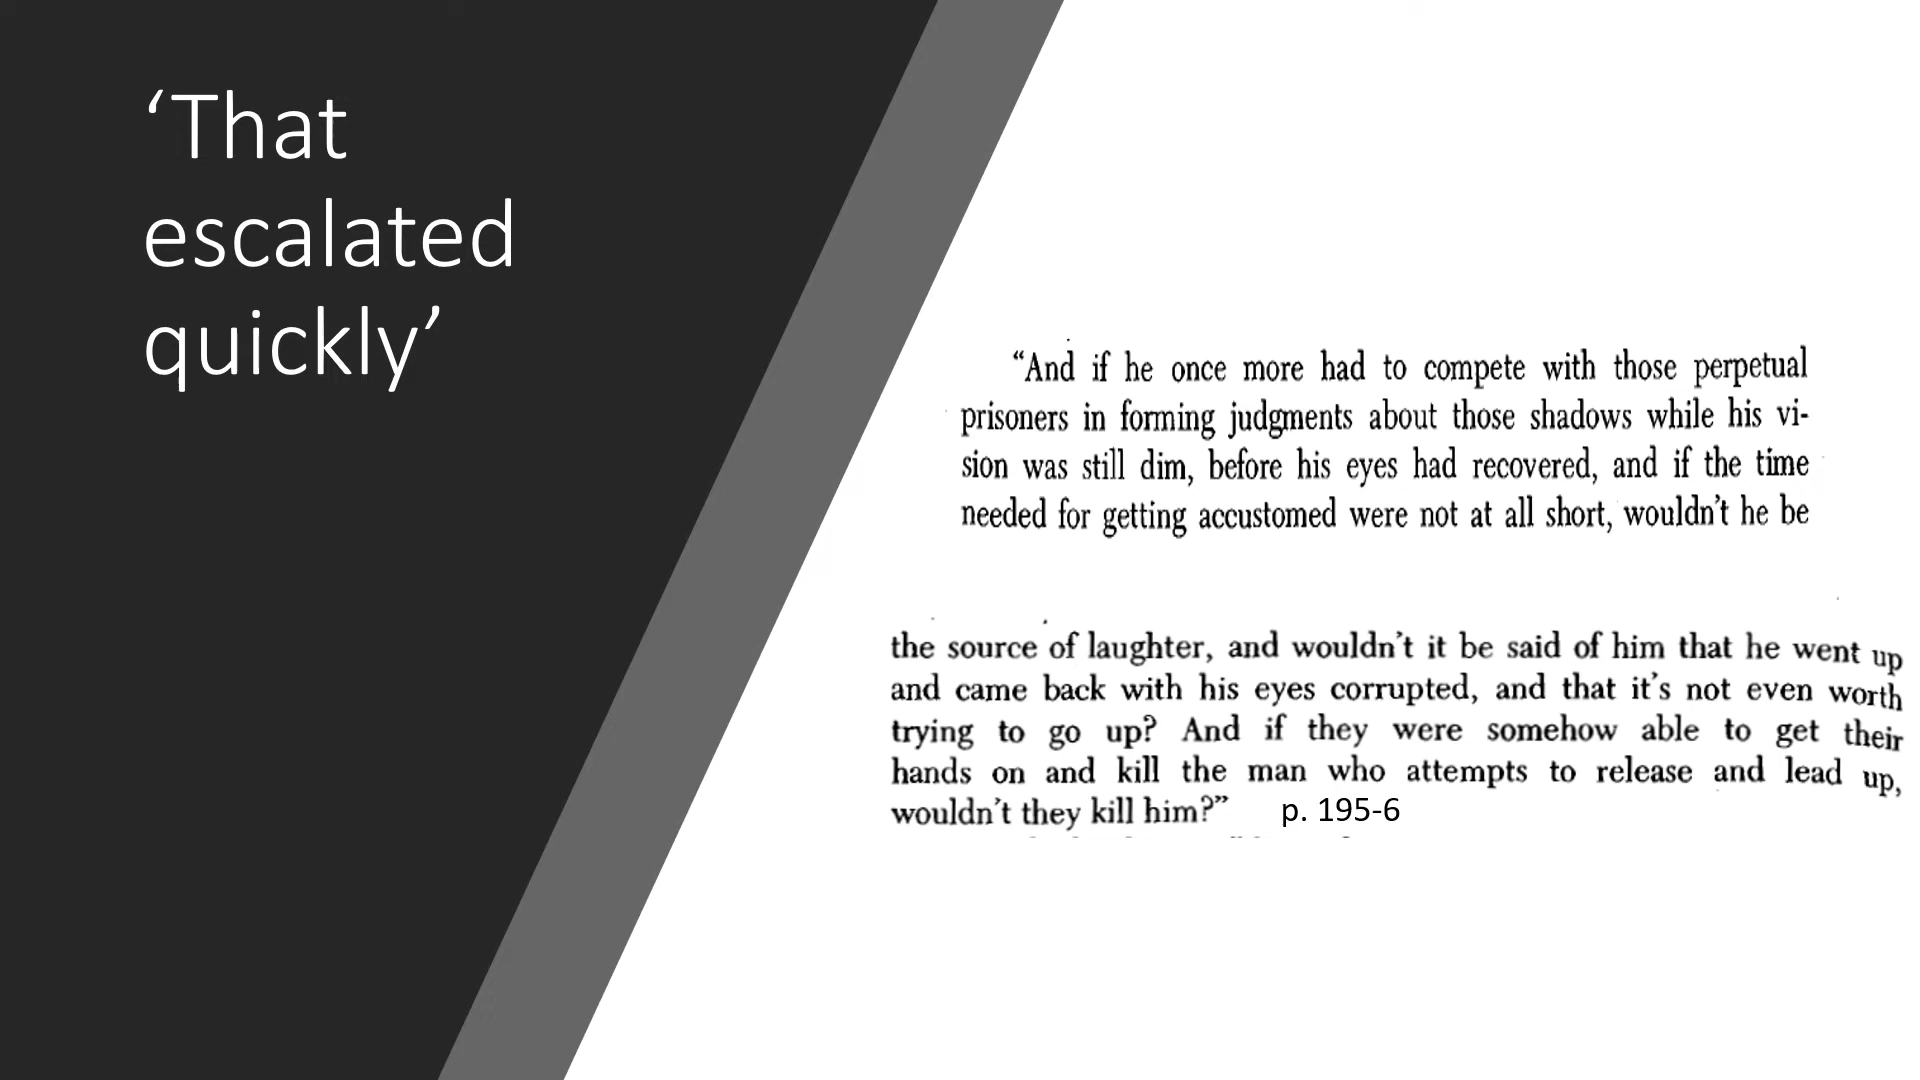 ‘That
escalated
quickly’
“And if he once more had to compete with those perpetual
prisoners in forming judgments about those shadows while his vi-
sion was still dim, before his eyes had recovered, and if the time
needed for getting accustomed were not at all short, wouldn’t he be
the source of laughter, and wouldn’t it be said of him that he went up
and came back with his eyes corrupted, and that it’s not even worth
trying to go up? And if they were somehow able to get their
hands on and kill the man who attempts to release and lead up,
wouldn’t they kill him?” p. 195-6